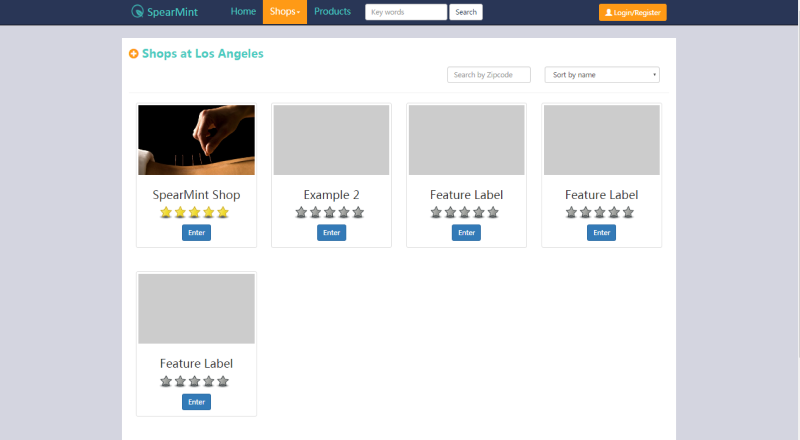 SpearMint Home Shops Products Key words Search Login/Register
Shops at Los Angeles
Search by Zipcode Sort by name
SpearMint Shop Example 2 Feature Label Feature Label
Enter Enter Enter Enter
Feature Label
Enter